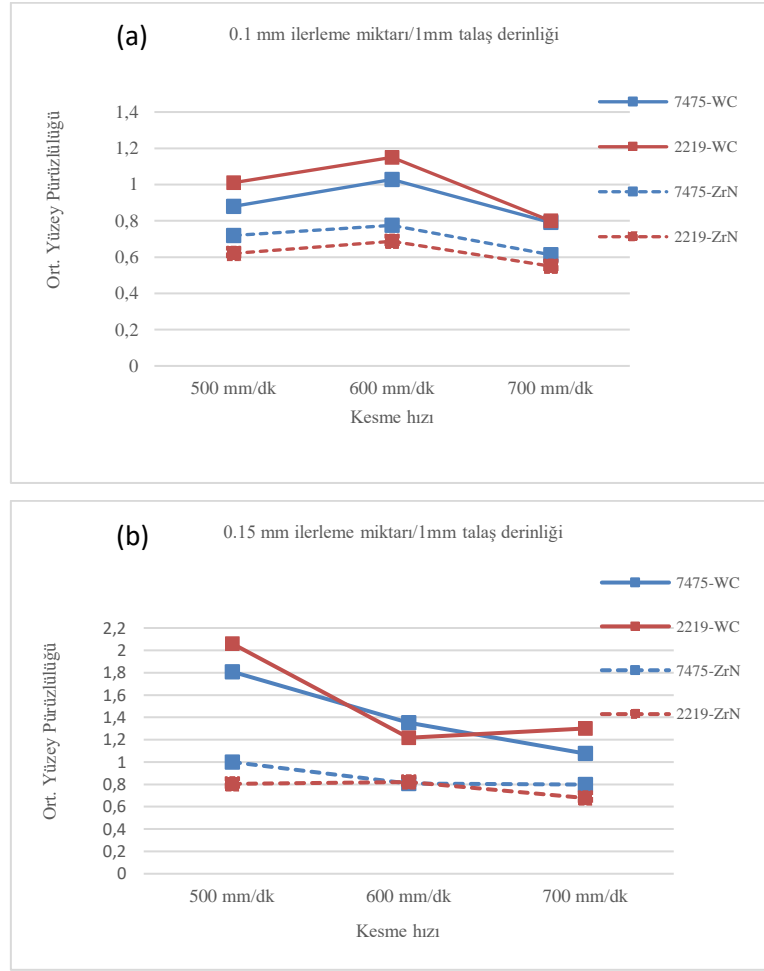 (a)
0.1 mm ilerleme miktarı/1mm talaş derinliği
7475-WC
2219-WC
7475-ZrN
2219-ZrN
Ort. Yüzey Pürüzlülüğü
1,4
1,2
1
0,8
0,6
0,4
0,2
0
500 mm/dk
600 mm/dk
700 mm/dk
Kesme hızı
(b)
0.15 mm ilerleme miktarı/1mm talaş derinliği
7475-WC
2219-WC
7475-ZrN
2219-ZrN
Ort. Yüzey Pürüzlülüğü
2,2
2
1,8
1,6
1,4
1,2
1
0,8
0,6
0,4
0,2
0
500 mm/dk
600 mm/dk
700 mm/dk
Kesme hızı